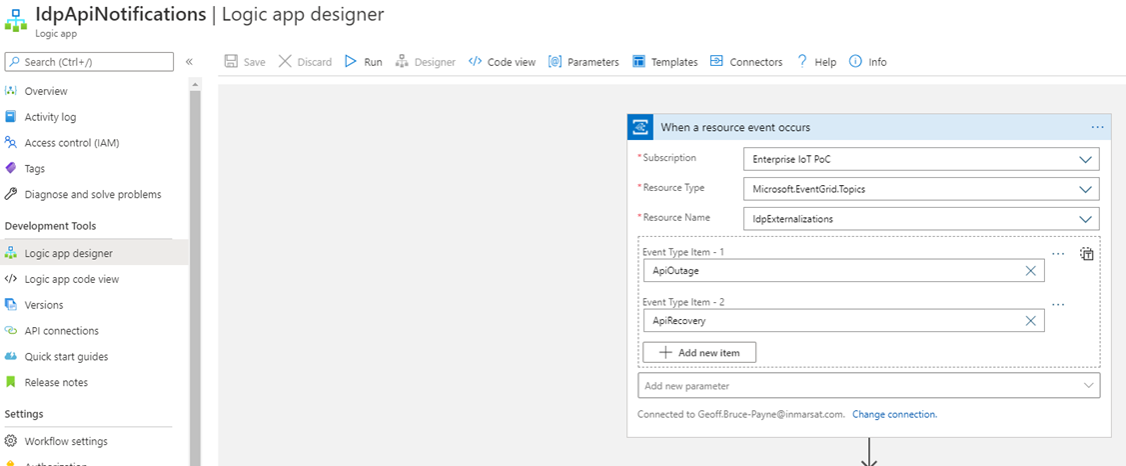 IdpApiNotifications | Logic app designer
Logic app
Search (Ctrl+/)
«
Save Discard Run Designer Code view Parameters Templates Connectors Help Info
Overview
Activity log
Access control (IAM)
Tags
Diagnose and solve problems
Development Tools
Logic app designer
Logic app code view
Versions
API connections
Quick start guides
Release notes
Settings
Workflow settings
Authorization
When a resource event occurs
* Subscription Enterprise IoT PoC
* Resource Type Microsoft.EventGrid.Topics
* Resource Name IdpExternalizations
Event Type Item - 1
ApiOutage
Event Type Item - 2
ApiRecovery
Add new item
Add new parameter
Connected to Geoff.Bruce-Payne@inmarsat.com. Change connection.